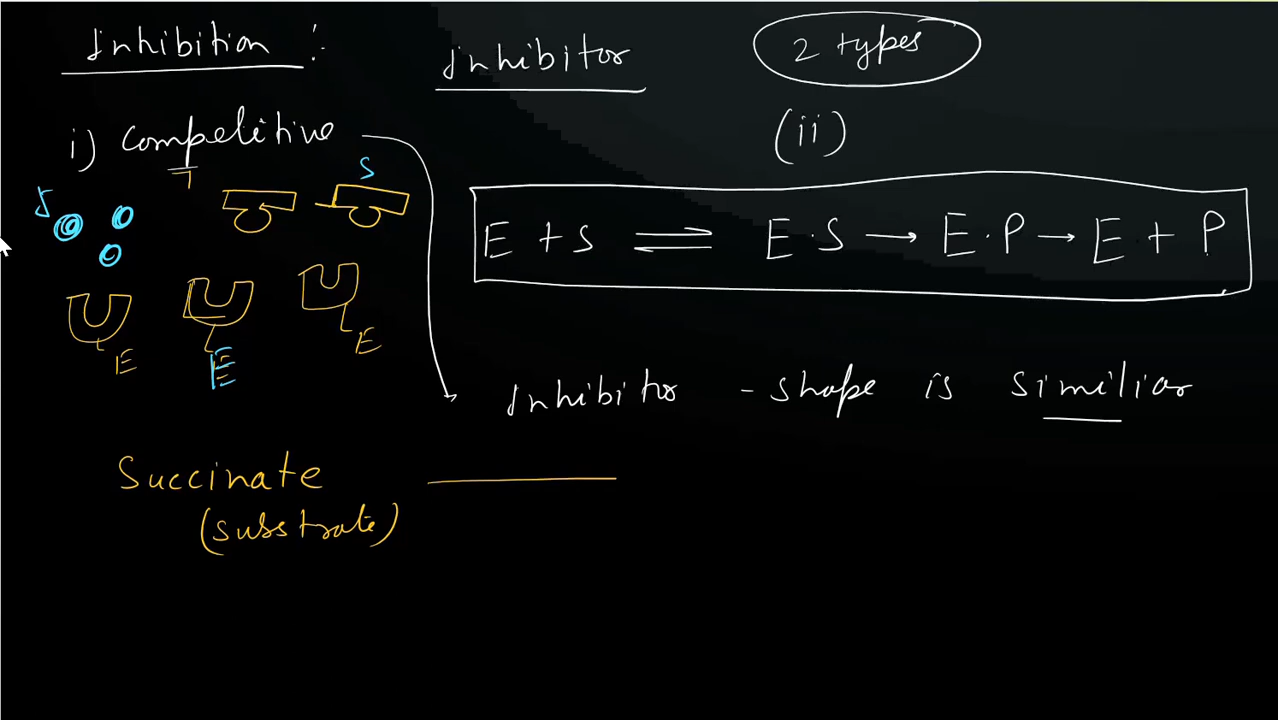 Inhibition :
Inhibitor
2 types
i) Competitive
(ii)
S
E + S ⇌ E·S → E·P → E + P
E
E
E
Inhibitor - shape is similiar
Succinate
(substrate)